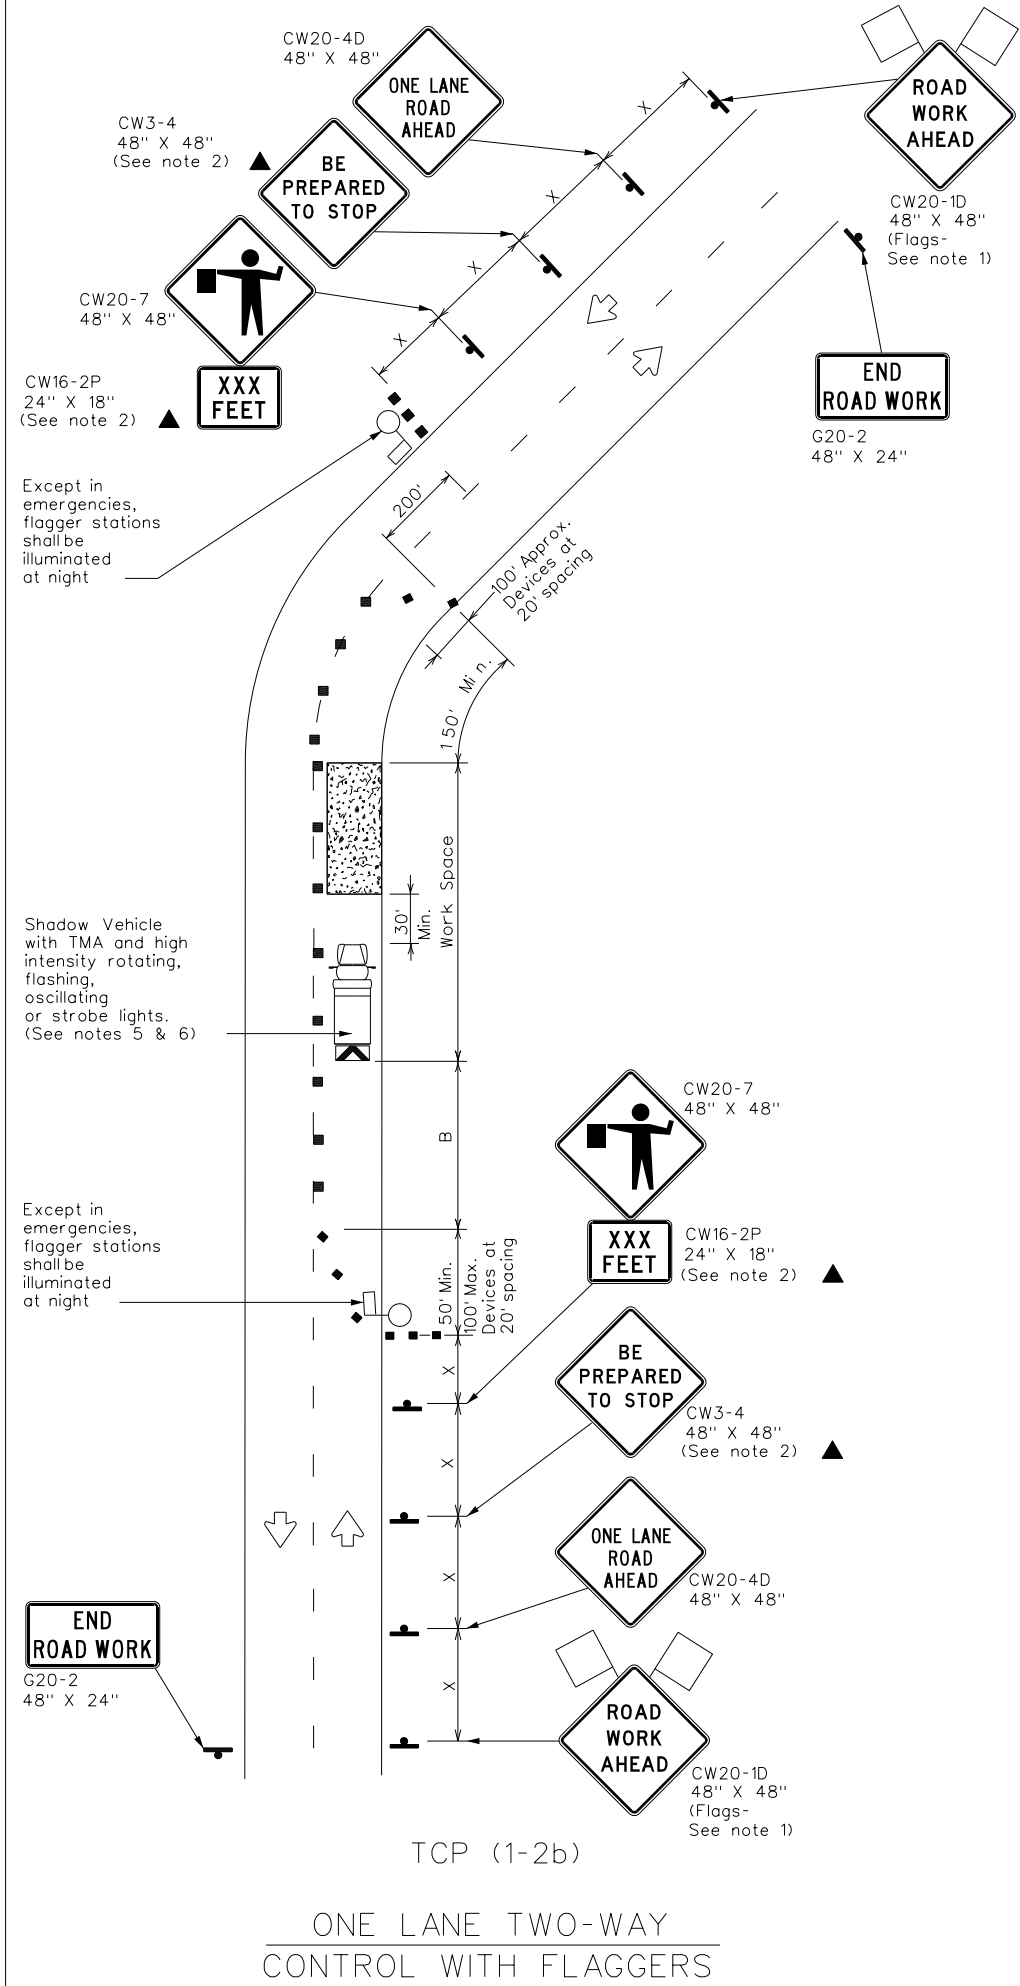 CW20-4D
48" X 48"
ONE LANE
ROAD
AHEAD
X
ROAD
WORK
AHEAD
CW20-1D
48" X 48"
(Flags-
See note 1)
CW3-4
48" X 48"
(See note 2)
BE
PREPARED
TO STOP
X
X
CW20-7
48" X 48"
X
CW16-2P
24" X 18"
(See note 2)
XXX
FEET
END
ROAD WORK
G20-2
48" X 24"
Except in
emergencies,
flagger stations
shall be
illuminated
at night
200'
100' Approx.
Devices at
20' spacing
150' Min.
Work Space
30'
Min.
Shadow Vehicle
with TMA and high
intensity rotating,
flashing,
oscillating
or strobe lights.
(See notes 5 & 6)
B
CW20-7
48" X 48"
XXX
FEET
CW16-2P
24" X 18"
(See note 2)
Except in
emergencies,
flagger stations
shall be
illuminated
at night
50' Min.
100' Max.
Devices at
20' spacing
X
BE
PREPARED
TO STOP
CW3-4
48" X 48"
(See note 2)
X
ONE LANE
ROAD
AHEAD
CW20-4D
48" X 48"
X
END
ROAD WORK
G20-2
48" X 24"
X
ROAD
WORK
AHEAD
CW20-1D
48" X 48"
(Flags-
See note 1)
TCP (1-2b)
ONE LANE TWO-WAY
CONTROL WITH FLAGGERS